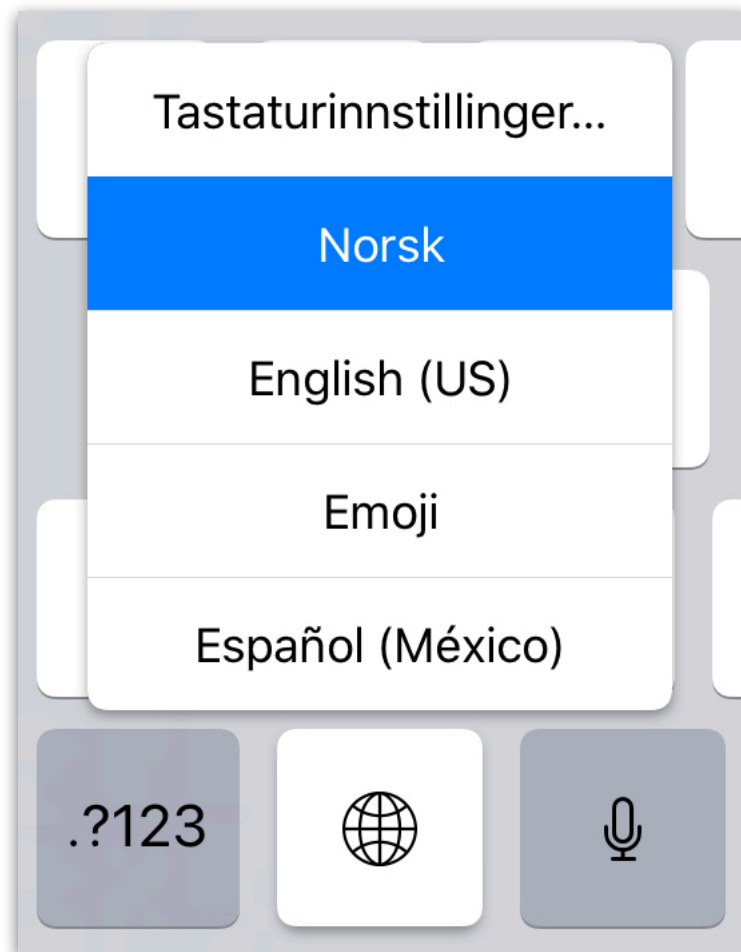 Tastaturinnstillinger...
Norsk
English (US)
Emoji
Español (México)
.?123